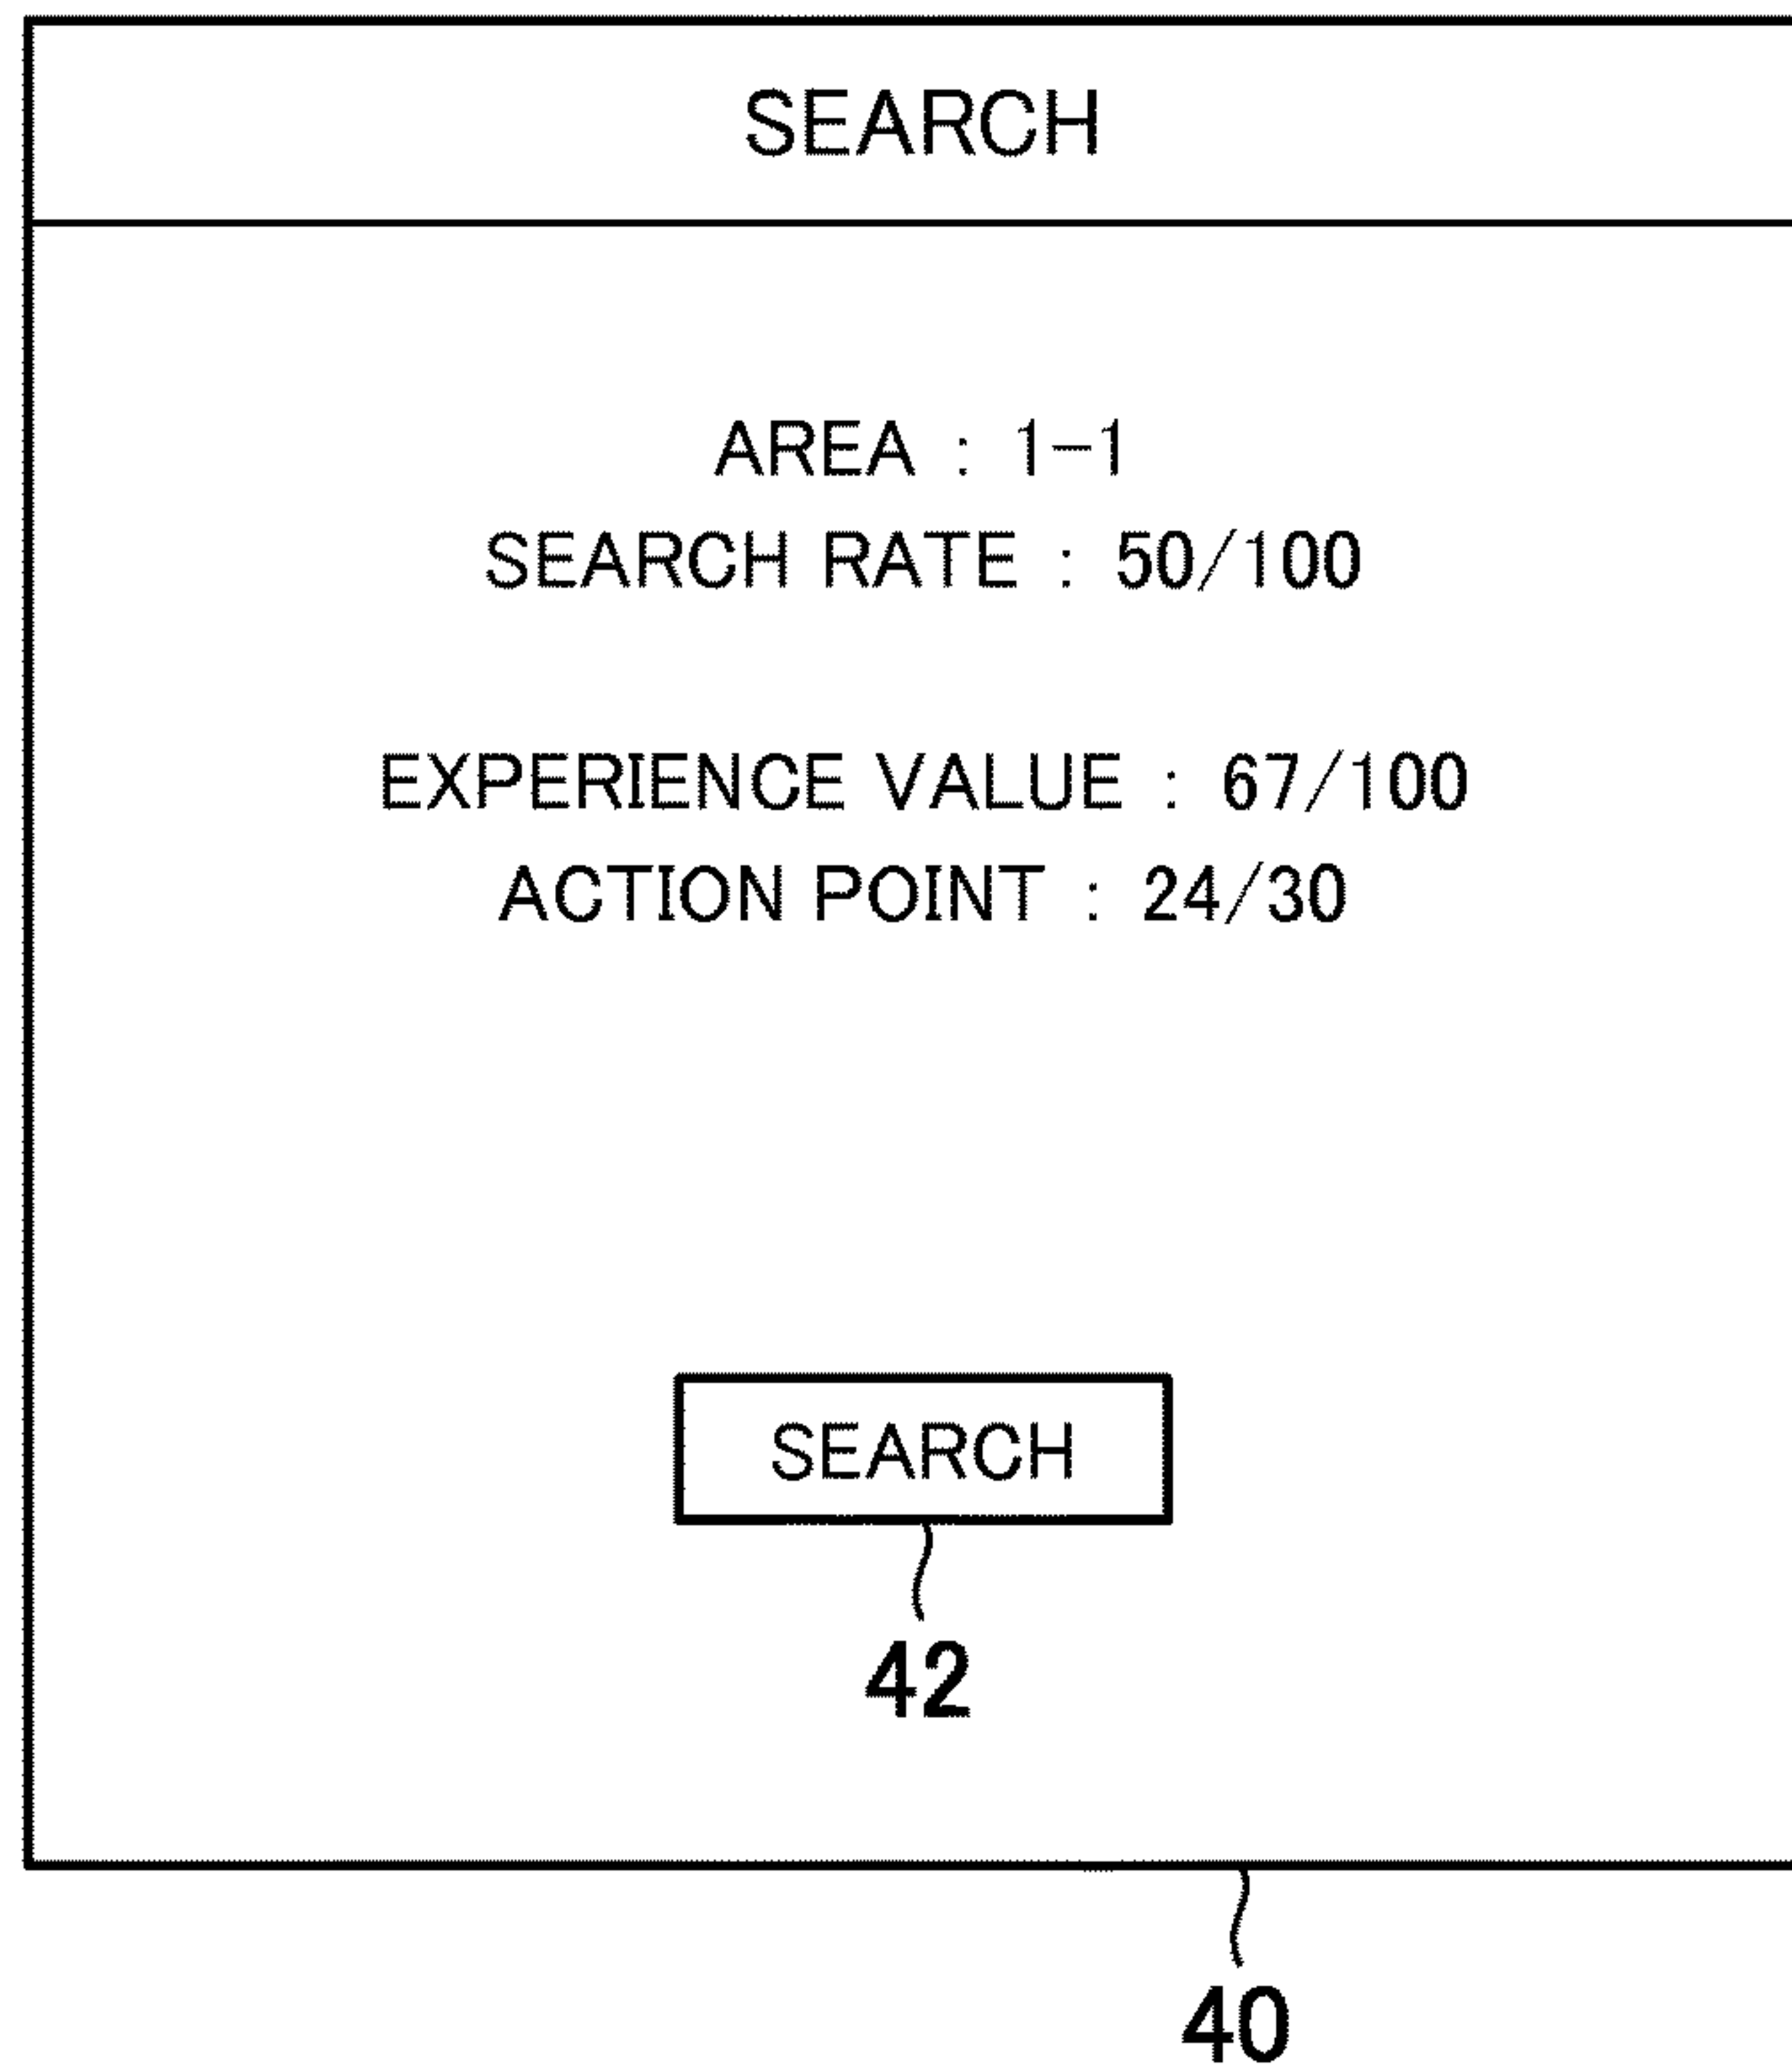 SEARCH
AREA : 1-1
SEARCH RATE : 50/100
EXPERIENCE VALUE : 67/100
ACTION POINT : 24/30
SEARCH
42
40